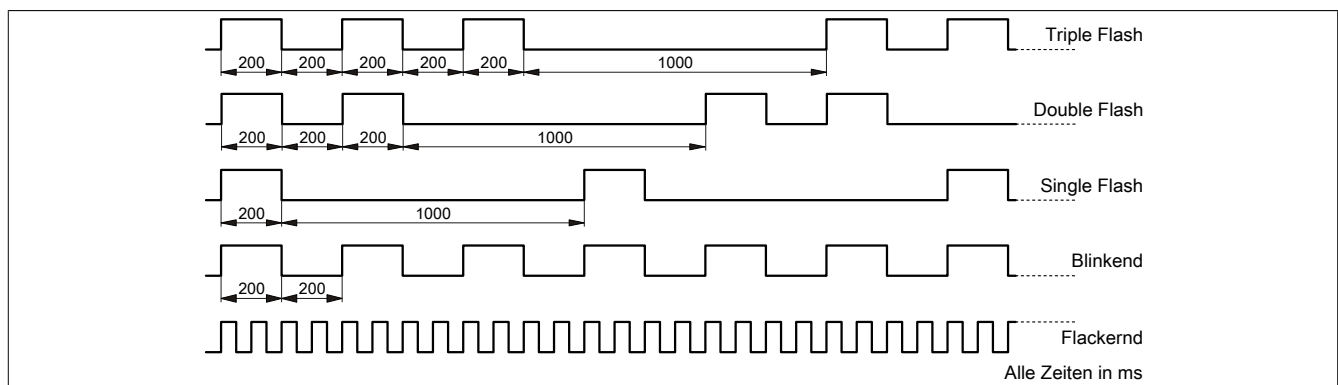 Triple Flash
200 200 200 200 200 1000
Double Flash
200 200 200 1000
Single Flash
200 1000
Blinkend
200 200
Flackernd
Alle Zeiten in ms